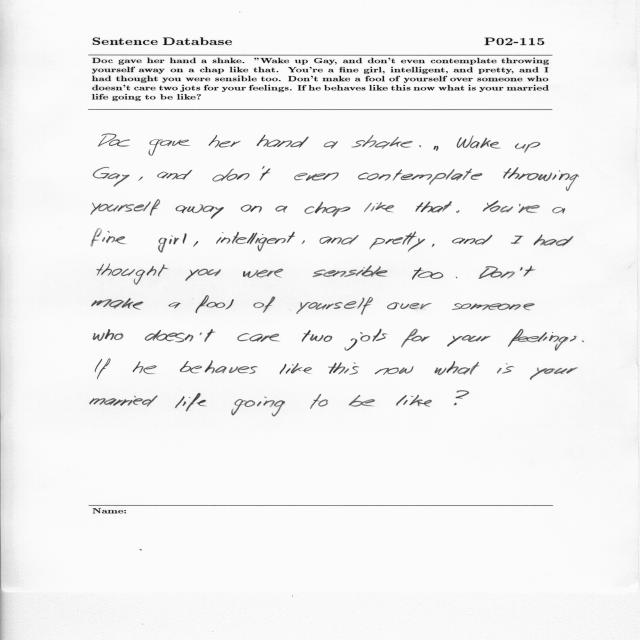 Sentence Database P02-115
Doc gave her hand a shake. "Wake up Gay, and don't even contemplate throwing
yourself away on a chap like that. You're a fine girl, intelligent, and pretty, and I
had thought you were sensible too. Don't make a fool of yourself over someone who
doesn't care two jots for your feelings. If he behaves like this now what is your married
life going to be like?
Doc gave her hand a shake. „ Wake up
Gay, and don't even contemplate throwing
yourself away on a chap like that. You're a
fine girl, intelligent, and pretty, and I had
thought you were sensible too. Don't
make a fool of yourself over someone
who doesn't care two jots for your feelings.
If he behaves like this now what is your
married life going to be like?
Name: